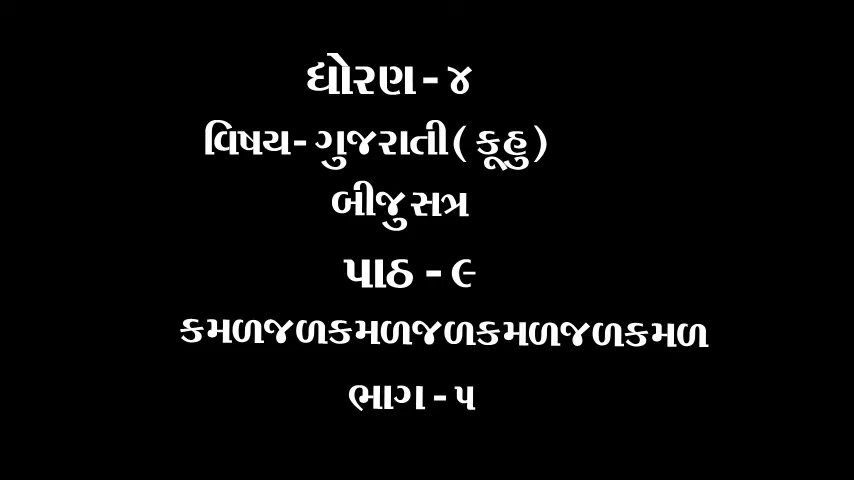 ધોરણ - ૪
વિષય- ગુજરાતી ( કૂહુ )
બીજુ સત્ર
પાઠ - ૯
કમળજળકમળજળકમળજળકમળ
ભાગ - ૫